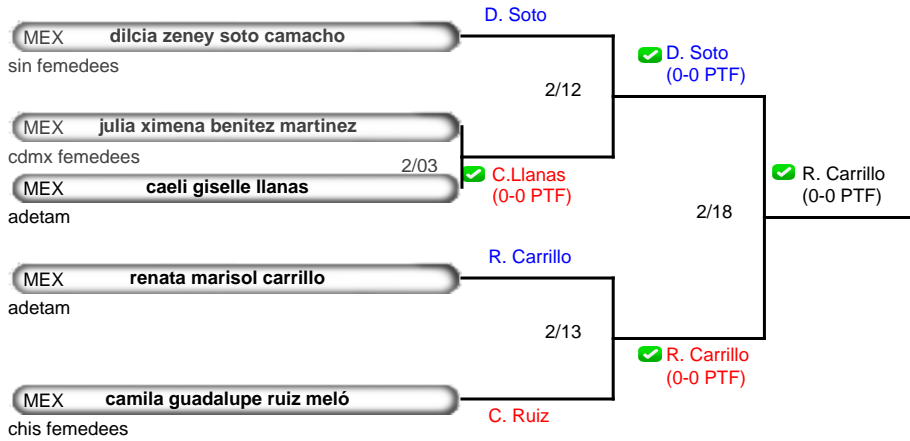 D. Soto
MEX dilcia zeney soto camacho
sin femedees
D. Soto
(0-0 PTF)
2/12
MEX julia ximena benitez martinez
cdmx femedees
2/03
C.Llanas
(0-0 PTF)
MEX caeli giselle llanas
adetam
R. Carrillo
(0-0 PTF)
2/18
R. Carrillo
MEX renata marisol carrillo
adetam
2/13
R. Carrillo
(0-0 PTF)
MEX camila guadalupe ruiz meló
C. Ruiz
chis femedees